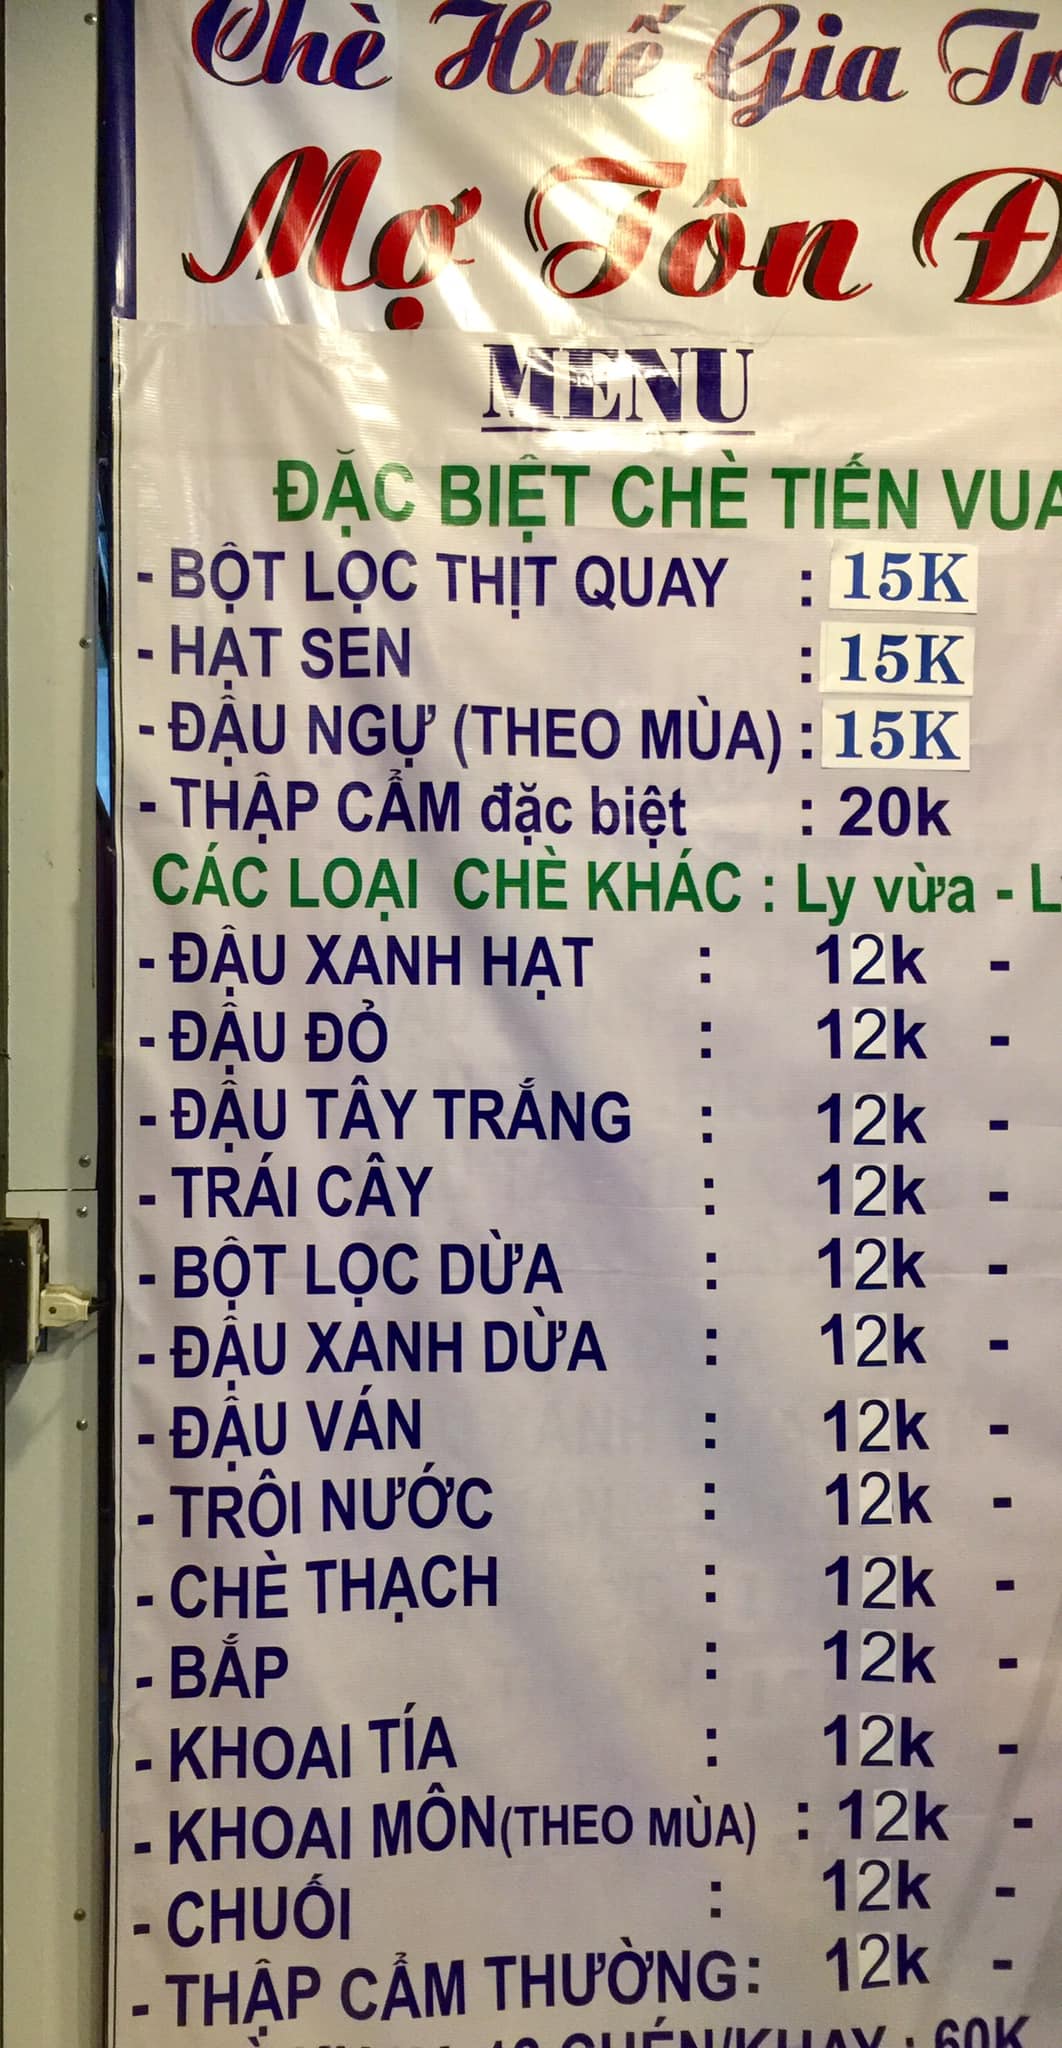 Chè Huế Gia
Mợ Tôn
MENU
ĐẶC BIỆT CHÈ TIẾN VUA
- BỘT LỌC THỊT QUAY : 15K
- HẠT SEN : 15K
- ĐẬU NGỰ (THEO MÙA) : 15K
- THẬP CẨM đặc biệt : 20k
CÁC LOẠI CHÈ KHÁC : Ly vừa -
- ĐẬU XANH HẠT : 12k -
- ĐẬU ĐỎ : 12k -
- ĐẬU TÂY TRẮNG : 12k -
- TRÁI CÂY : 12k -
- BỘT LỌC DỪA : 12k -
- ĐẬU XANH DỪA : 12k -
- ĐẬU VÁN : 12k -
- TRÔI NƯỚC : 12k -
- CHÈ THẠCH : 12k -
- BẮP : 12k -
- KHOAI TÍA : 12k -
- KHOAI MÔN(THEO MÙA) : 12k -
- CHUỐI : 12k -
- THẬP CẨM THƯỜNG: 12k -
CHÉN/KHAY : 60K